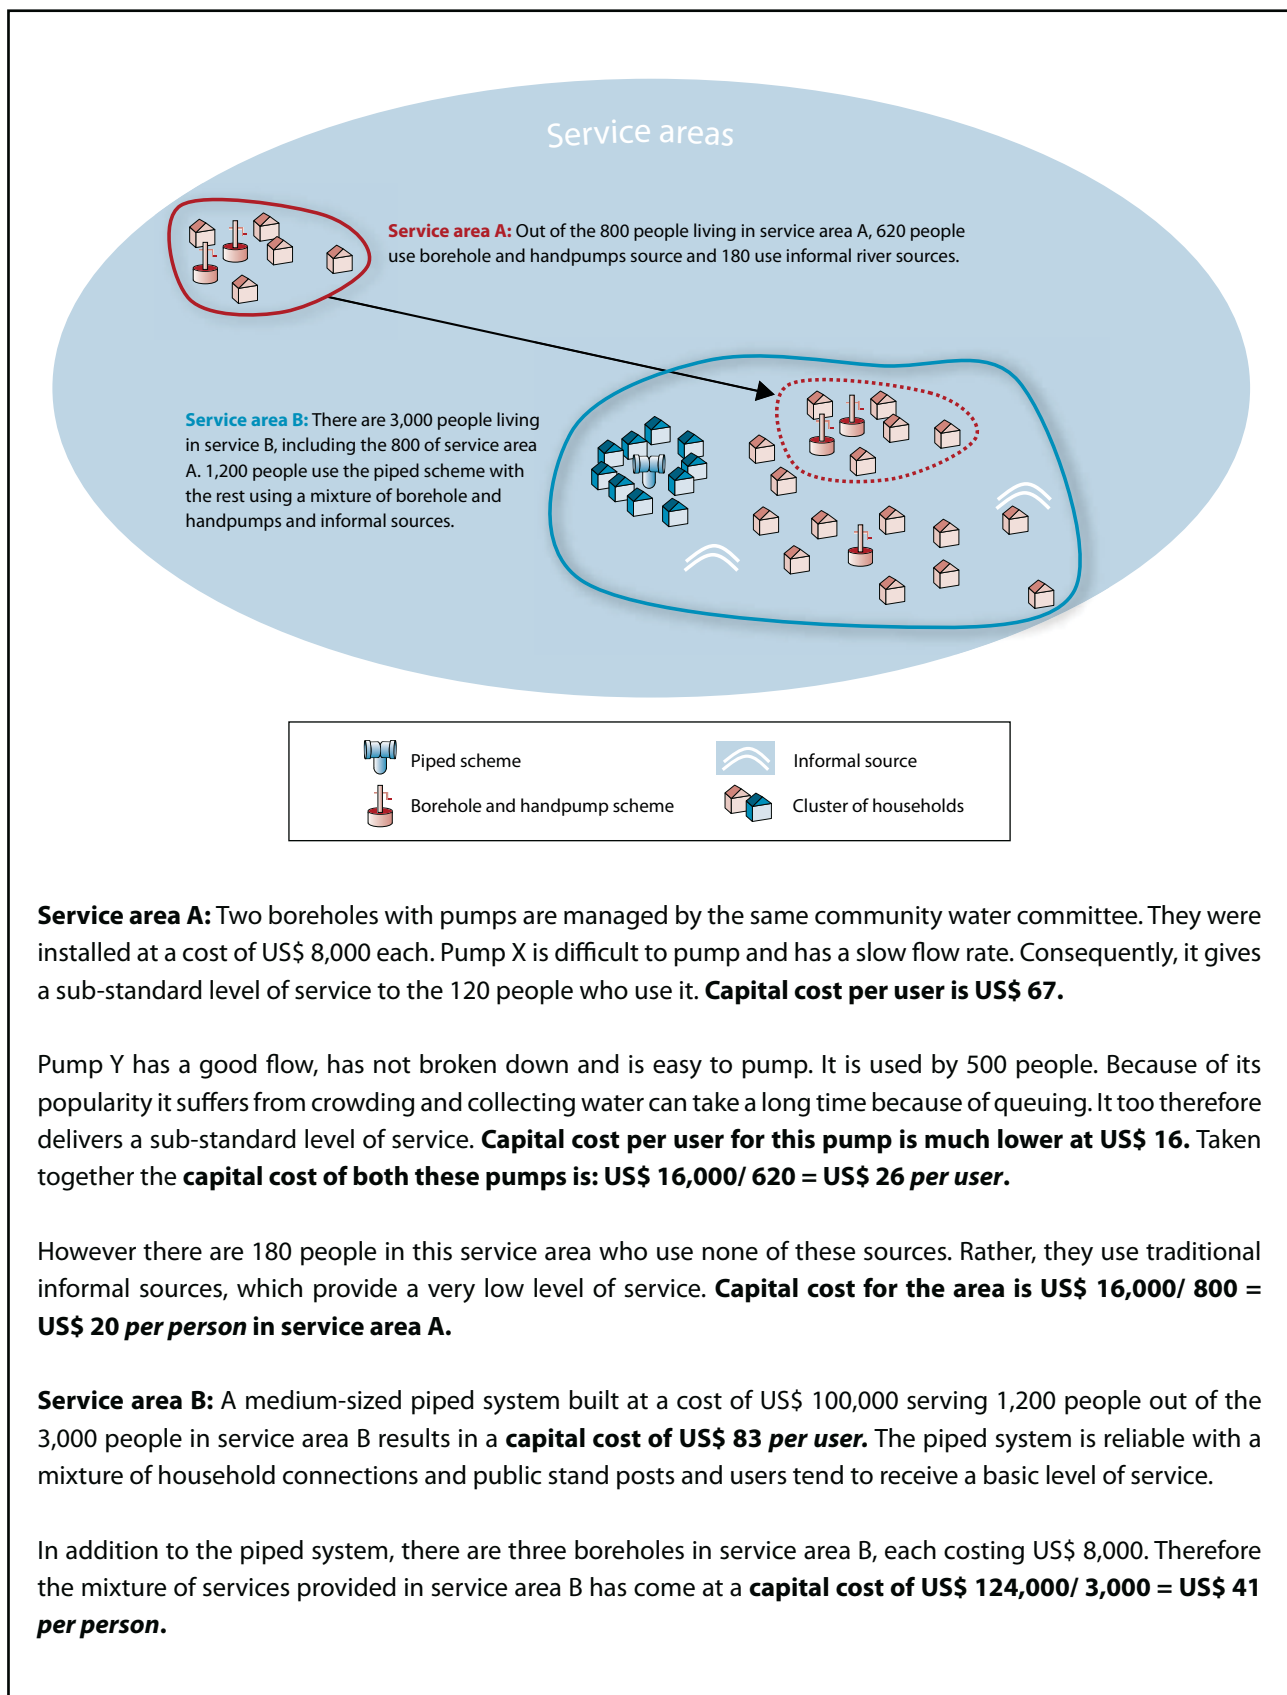 Service areas
Service area A: Out of the 800 people living in service area A, 620 people
use borehole and handpumps source and 180 use informal river sources.
Service area B: There are 3,000 people living
in service B, including the 800 of service area
A. 1,200 people use the piped scheme with
the rest using a mixture of borehole and
handpumps and informal sources.
Piped scheme
Informal source
Borehole and handpump scheme
Cluster of households
Service area A: Two boreholes with pumps are managed by the same community water committee. They were
installed at a cost of US$ 8,000 each. Pump X is difficult to pump and has a slow flow rate. Consequently, it gives
a sub-standard level of service to the 120 people who use it. Capital cost per user is US$ 67.
Pump Y has a good flow, has not broken down and is easy to pump. It is used by 500 people. Because of its
popularity it suffers from crowding and collecting water can take a long time because of queuing. It too therefore
delivers a sub-standard level of service. Capital cost per user for this pump is much lower at US$ 16. Taken
together the capital cost of both these pumps is: US$ 16,000/ 620 = US$ 26 per user.
However there are 180 people in this service area who use none of these sources. Rather, they use traditional
informal sources, which provide a very low level of service. Capital cost for the area is US$ 16,000/ 800 =
US$ 20 per person in service area A.
Service area B: A medium-sized piped system built at a cost of US$ 100,000 serving 1,200 people out of the
3,000 people in service area B results in a capital cost of US$ 83 per user. The piped system is reliable with a
mixture of household connections and public stand posts and users tend to receive a basic level of service.
In addition to the piped system, there are three boreholes in service area B, each costing US$ 8,000. Therefore
the mixture of services provided in service area B has come at a capital cost of US$ 124,000/ 3,000 = US$ 41
per person.